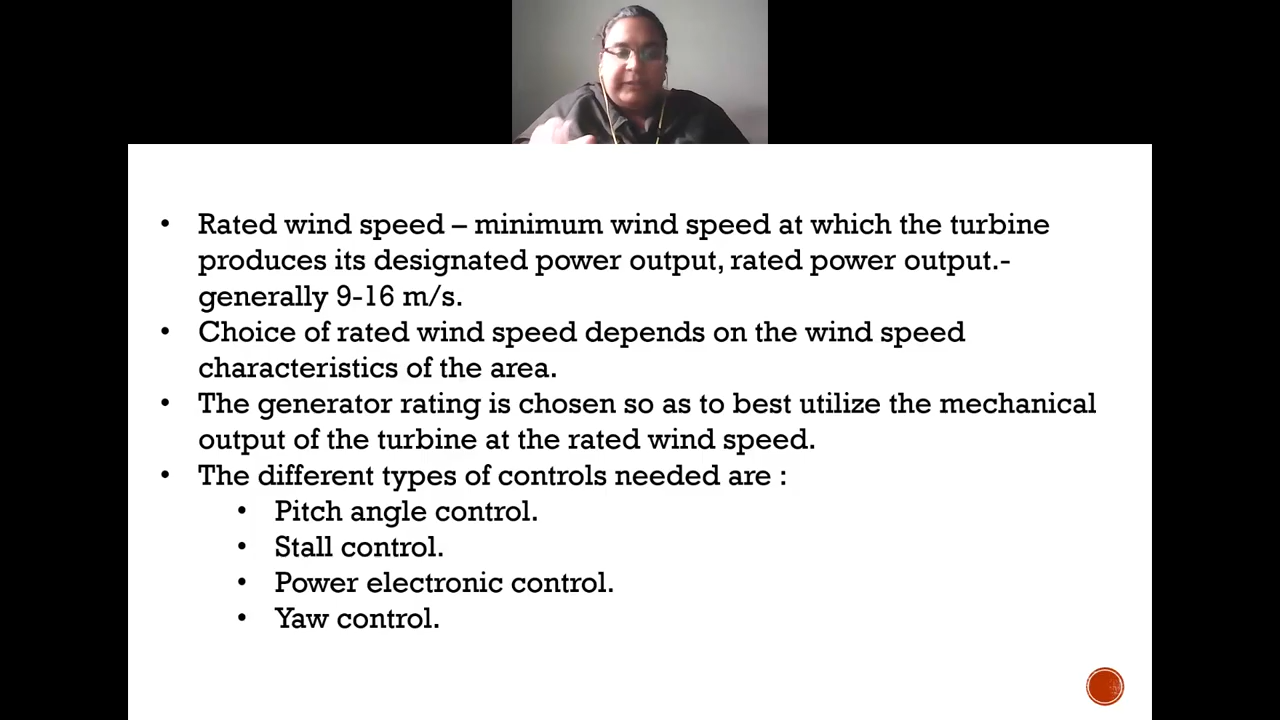 • Rated wind speed – minimum wind speed at which the turbine
produces its designated power output, rated power output.-
generally 9-16 m/s.
• Choice of rated wind speed depends on the wind speed
characteristics of the area.
• The generator rating is chosen so as to best utilize the mechanical
output of the turbine at the rated wind speed.
• The different types of controls needed are :
• Pitch angle control.
• Stall control.
• Power electronic control.
• Yaw control.